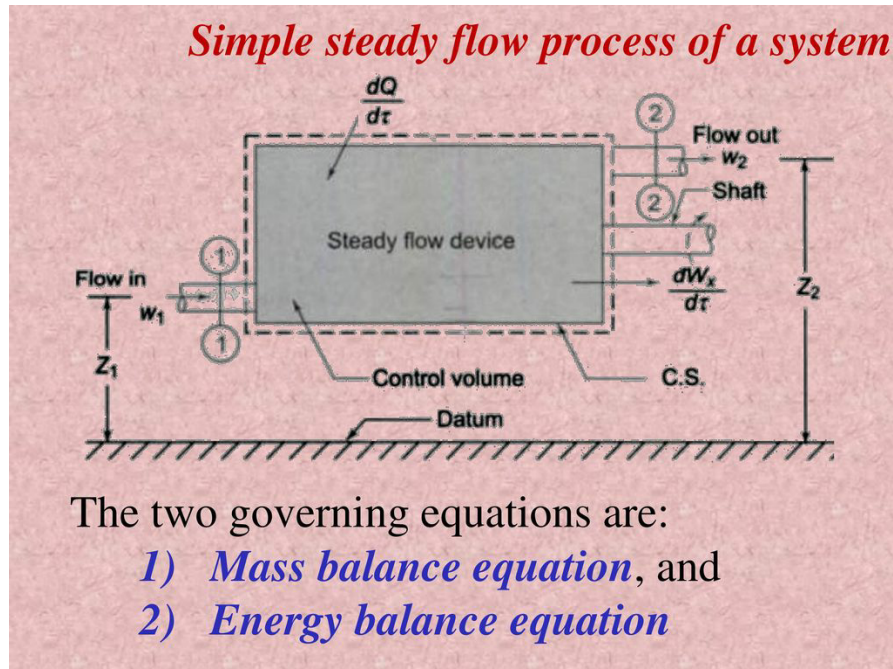 Simple steady flow process of a system
dQ
dτ
2
Flow out
w₂
2
Shaft
Steady flow device
1
Flow in
w₁
dWₓ
dτ
Z₂
1
Z₁
Control volume
C.S.
Datum
The two governing equations are:
1) Mass balance equation, and
2) Energy balance equation